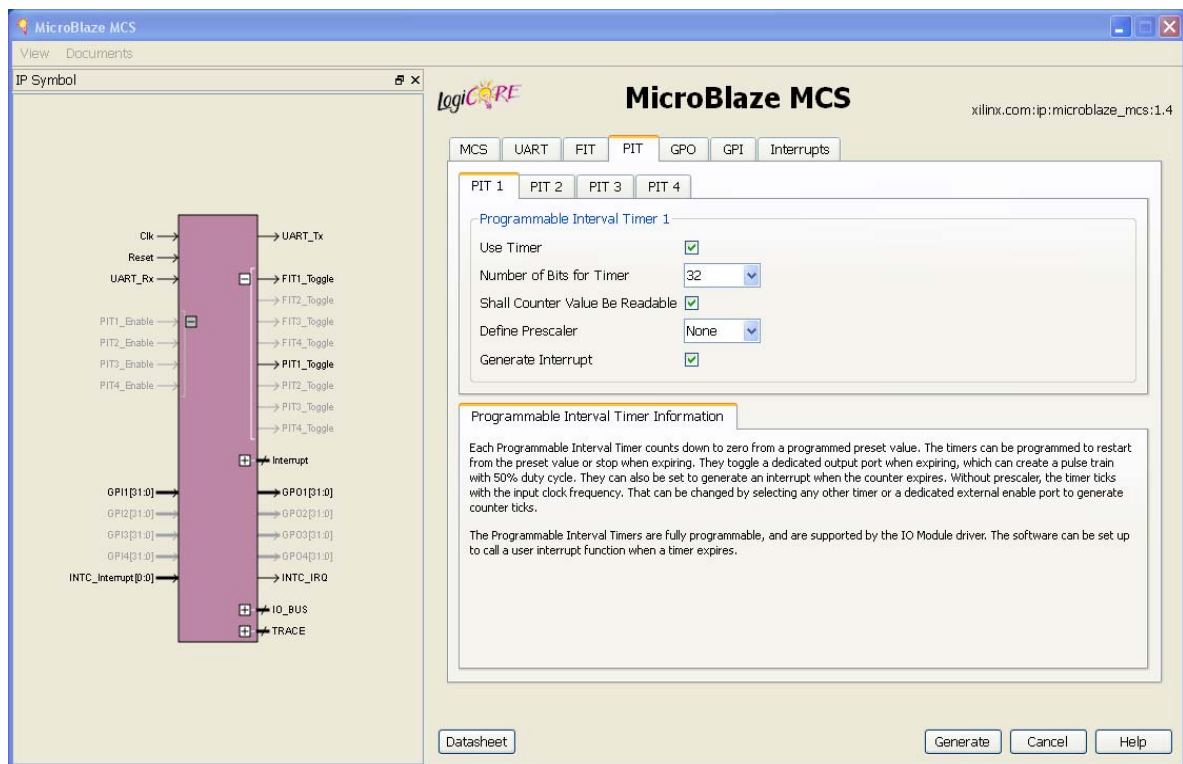 MicroBlaze MCS
View Documents
IP Symbol
Clk
Reset
UART_Rx
PIT1_Enable
PIT2_Enable
PIT3_Enable
PIT4_Enable
GPI1[31:0]
GPI2[31:0]
GPI3[31:0]
GPI4[31:0]
INTC_Interrupt[0:0]
UART_Tx
FIT1_Toggle
FIT2_Toggle
FIT3_Toggle
FIT4_Toggle
PIT1_Toggle
PIT2_Toggle
PIT3_Toggle
PIT4_Toggle
Interrupt
GPO1[31:0]
GPO2[31:0]
GPO3[31:0]
GPO4[31:0]
INTC_IRQ
IO_BUS
TRACE
LogiCORE
MicroBlaze MCS
xilinx.com:ip:microblaze_mcs:1.4
MCS UART FIT PIT GPO GPI Interrupts
PIT 1 PIT 2 PIT 3 PIT 4
Programmable Interval Timer 1
Use Timer
Number of Bits for Timer 32
Shall Counter Value Be Readable
Define Prescaler None
Generate Interrupt
Programmable Interval Timer Information
Each Programmable Interval Timer counts down to zero from a programmed preset value. The timers can be programmed to restart
from the preset value or stop when expiring. They toggle a dedicated output port when expiring, which can create a pulse train
with 50% duty cycle. They can also be set to generate an interrupt when the counter expires. Without prescaler, the timer ticks
with the input clock frequency. That can be changed by selecting any other timer or a dedicated external enable port to generate
counter ticks.
The Programmable Interval Timers are fully programmable, and are supported by the IO Module driver. The software can be set up
to call a user interrupt function when a timer expires.
Datasheet
Generate Cancel Help